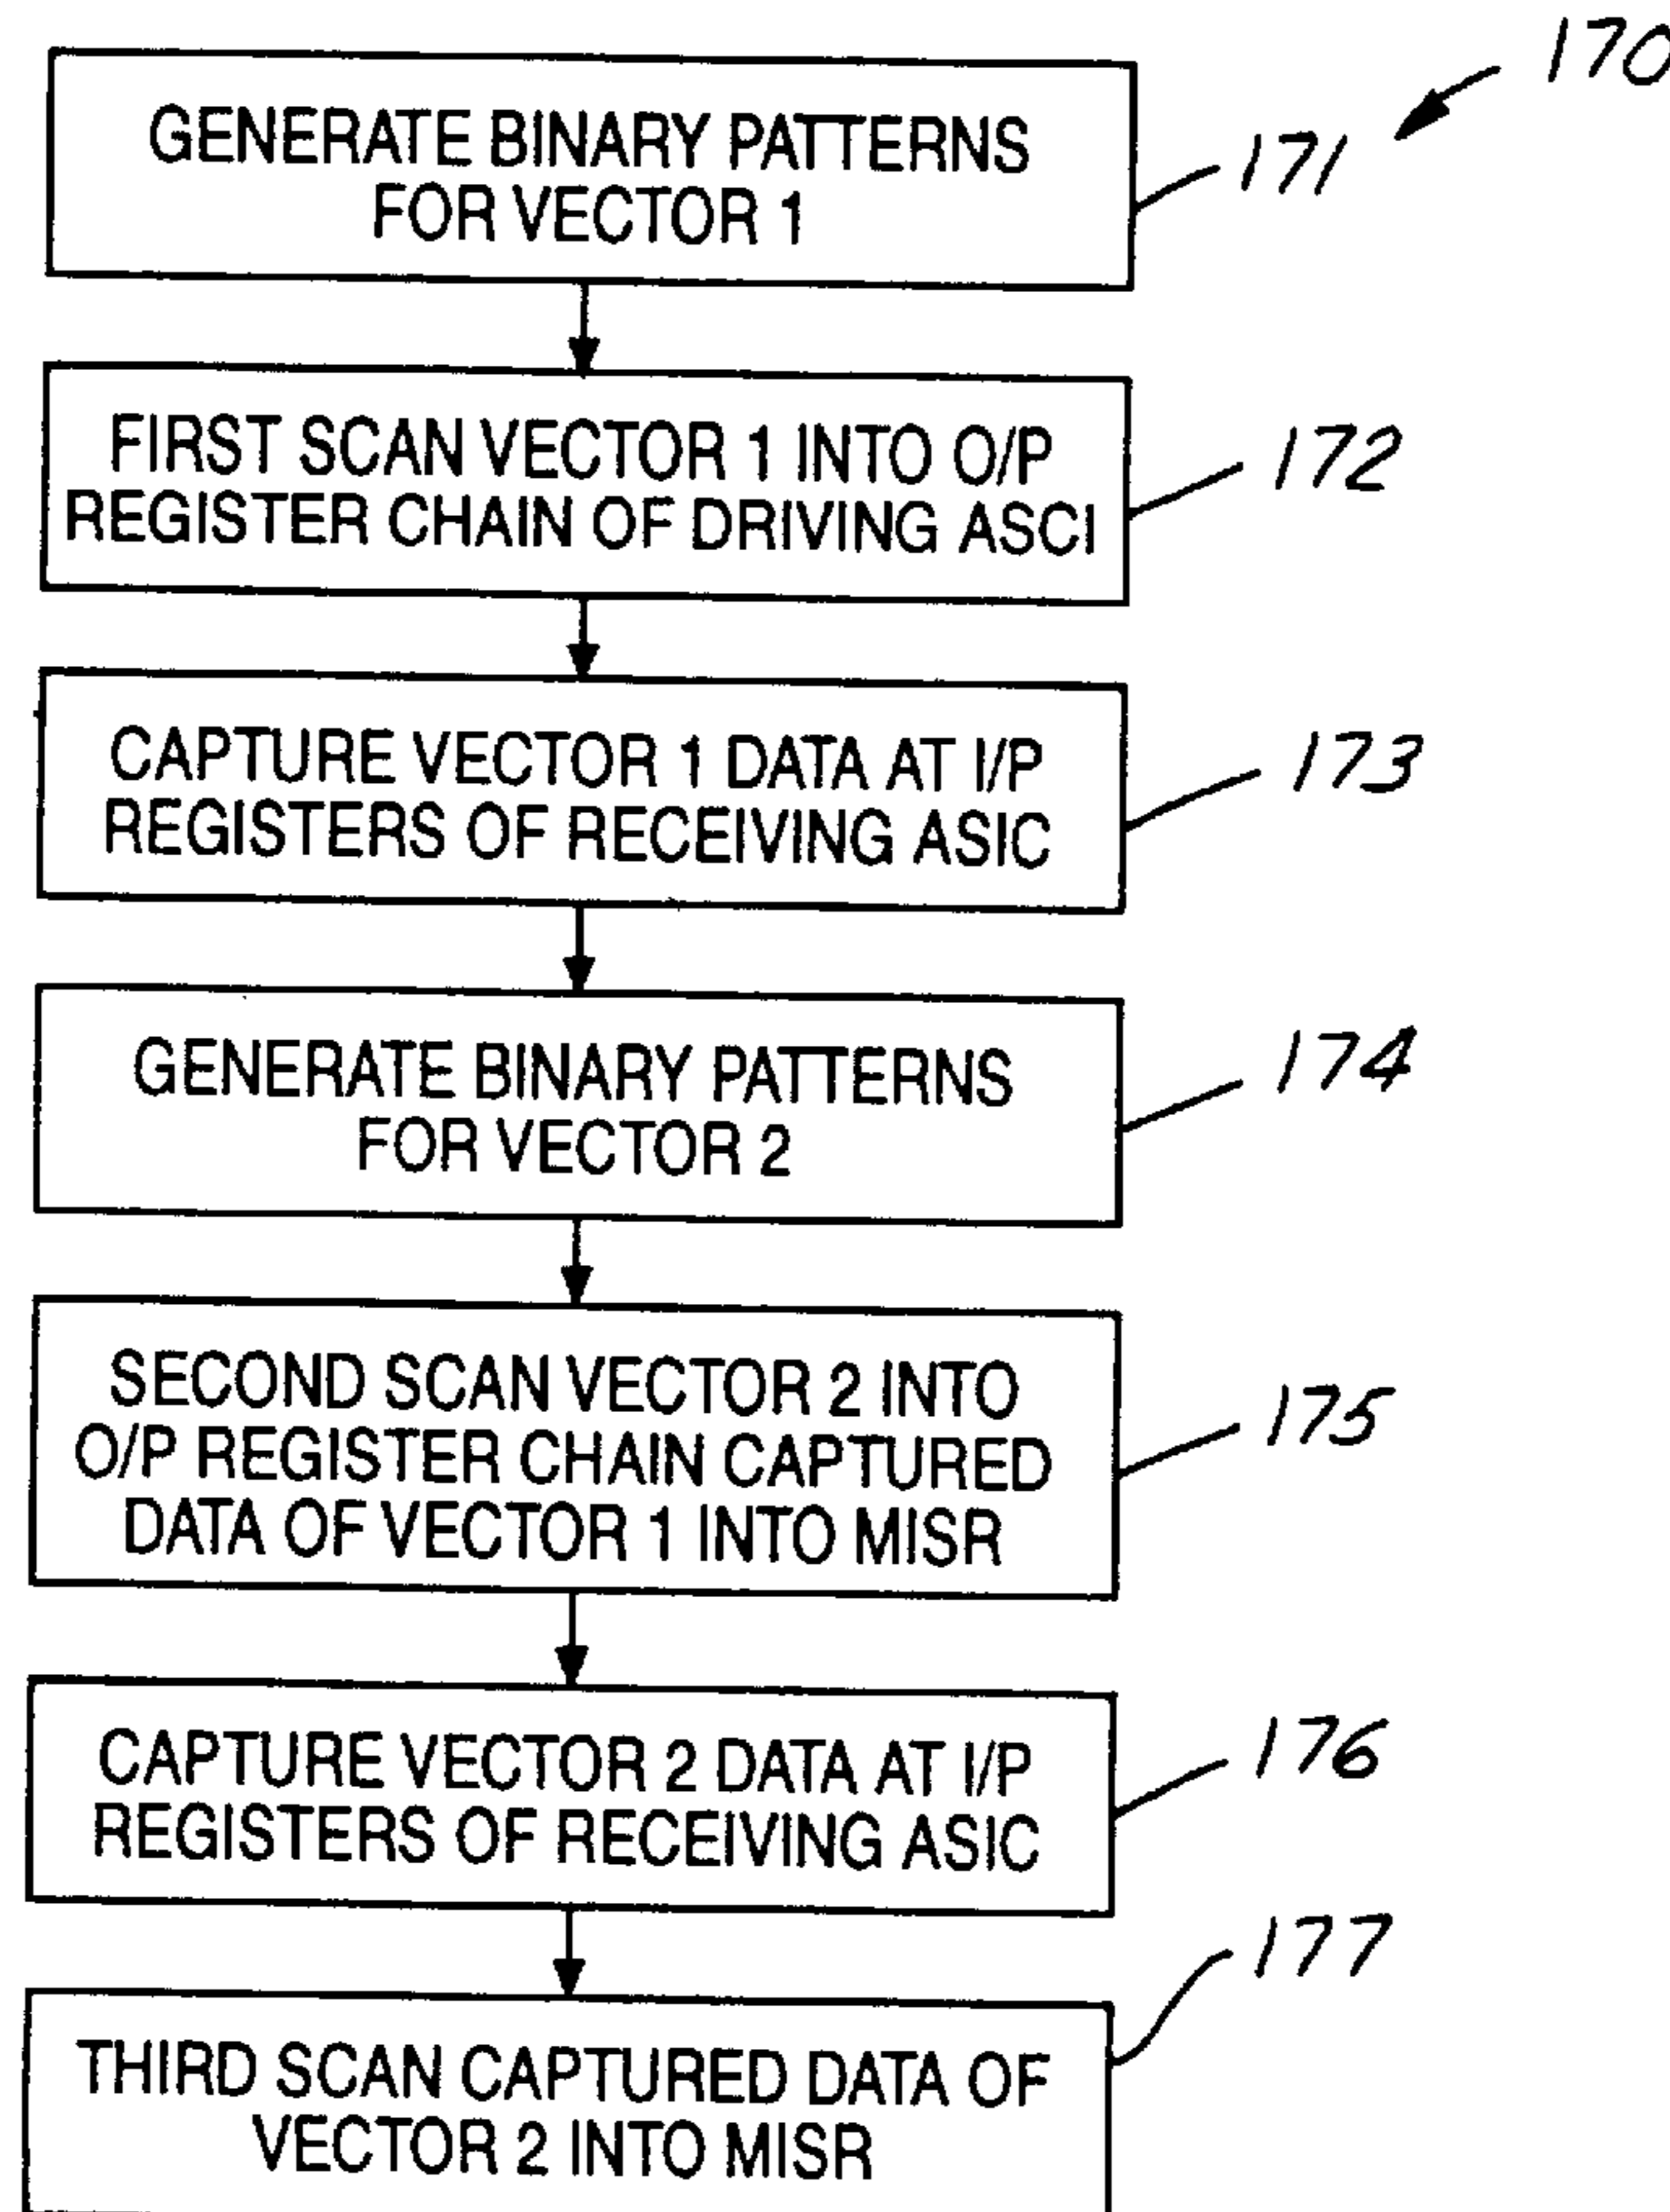 170
GENERATE BINARY PATTERNS
FOR VECTOR 1
171
FIRST SCAN VECTOR 1 INTO O/P
REGISTER CHAIN OF DRIVING ASCI
172
CAPTURE VECTOR 1 DATA AT I/P
REGISTERS OF RECEIVING ASIC
173
GENERATE BINARY PATTERNS
FOR VECTOR 2
174
SECOND SCAN VECTOR 2 INTO
O/P REGISTER CHAIN CAPTURED
DATA OF VECTOR 1 INTO MISR
175
CAPTURE VECTOR 2 DATA AT I/P
REGISTERS OF RECEIVING ASIC
176
THIRD SCAN CAPTURED DATA OF
VECTOR 2 INTO MISR
177